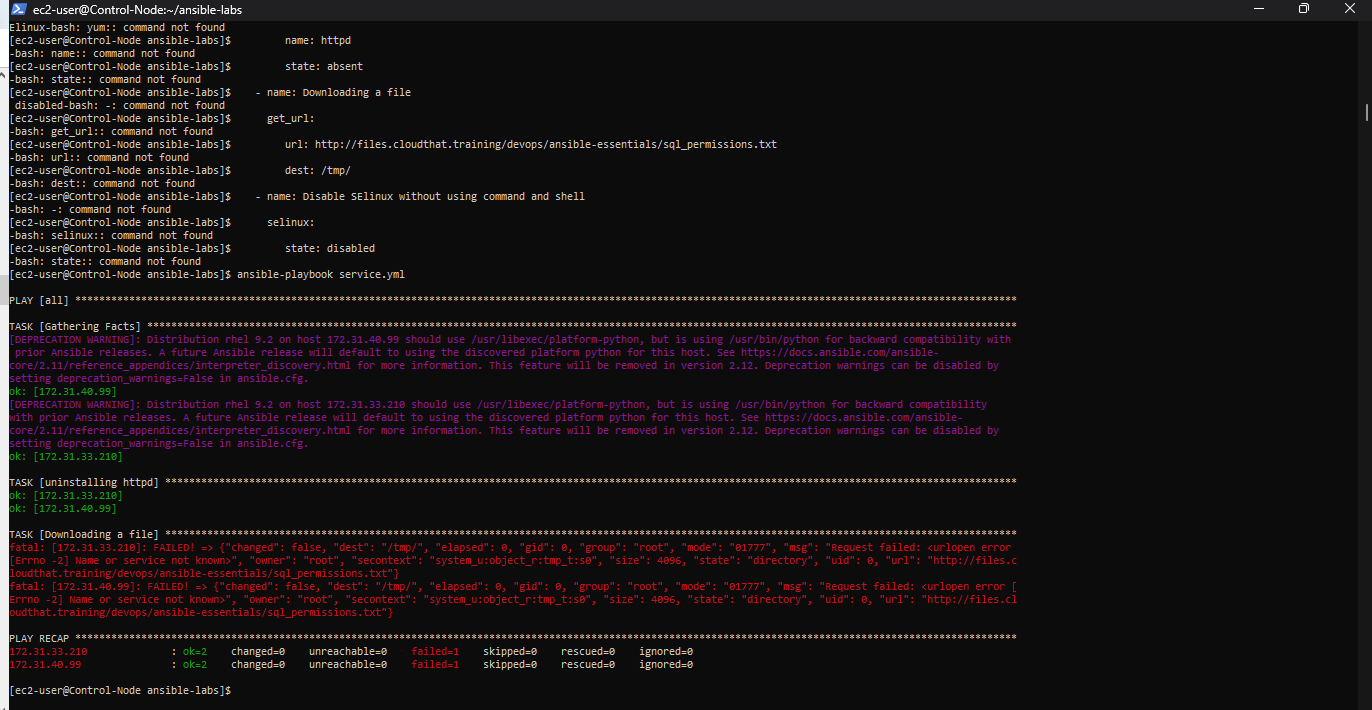 ec2-user@Control-Node:~/ansible-labs
Elinux-bash: yum:: command not found
[ec2-user@Control-Node ansible-labs]$         name: httpd
-bash: name:: command not found
[ec2-user@Control-Node ansible-labs]$         state: absent
-bash: state:: command not found
[ec2-user@Control-Node ansible-labs]$    - name: Downloading a file
 disabled-bash: -: command not found
[ec2-user@Control-Node ansible-labs]$      get_url:
-bash: get_url:: command not found
[ec2-user@Control-Node ansible-labs]$         url: http://files.cloudthat.training/devops/ansible-essentials/sql_permissions.txt
-bash: url:: command not found
[ec2-user@Control-Node ansible-labs]$         dest: /tmp/
-bash: dest:: command not found
[ec2-user@Control-Node ansible-labs]$    - name: Disable SElinux without using command and shell
-bash: -: command not found
[ec2-user@Control-Node ansible-labs]$      selinux:
-bash: selinux:: command not found
[ec2-user@Control-Node ansible-labs]$         state: disabled
-bash: state:: command not found
[ec2-user@Control-Node ansible-labs]$ ansible-playbook service.yml
PLAY [all] *************************************************************************************************************************************************************
TASK [Gathering Facts] *************************************************************************************************************************************************
[DEPRECATION WARNING]: Distribution rhel 9.2 on host 172.31.40.99 should use /usr/libexec/platform-python, but is using /usr/bin/python for backward compatibility with
 prior Ansible releases. A future Ansible release will default to using the discovered platform python for this host. See https://docs.ansible.com/ansible-
core/2.11/reference_appendices/interpreter_discovery.html for more information. This feature will be removed in version 2.12. Deprecation warnings can be disabled by
setting deprecation_warnings=False in ansible.cfg.
ok: [172.31.40.99]
[DEPRECATION WARNING]: Distribution rhel 9.2 on host 172.31.33.210 should use /usr/libexec/platform-python, but is using /usr/bin/python for backward compatibility
with prior Ansible releases. A future Ansible release will default to using the discovered platform python for this host. See https://docs.ansible.com/ansible-
core/2.11/reference_appendices/interpreter_discovery.html for more information. This feature will be removed in version 2.12. Deprecation warnings can be disabled by
setting deprecation_warnings=False in ansible.cfg.
ok: [172.31.33.210]
TASK [uninstalling httpd] **********************************************************************************************************************************************
ok: [172.31.33.210]
ok: [172.31.40.99]
TASK [Downloading a file] **********************************************************************************************************************************************
fatal: [172.31.33.210]: FAILED! => {"changed": false, "dest": "/tmp/", "elapsed": 0, "gid": 0, "group": "root", "mode": "01777", "msg": "Request failed: <urlopen error
[Errno -2] Name or service not known>", "owner": "root", "secontext": "system_u:object_r:tmp_t:s0", "size": 4096, "state": "directory", "uid": 0, "url": "http://files.c
loudthat.training/devops/ansible-essentials/sql_permissions.txt"}
fatal: [172.31.40.99]: FAILED! => {"changed": false, "dest": "/tmp/", "elapsed": 0, "gid": 0, "group": "root", "mode": "01777", "msg": "Request failed: <urlopen error [
Errno -2] Name or service not known>", "owner": "root", "secontext": "system_u:object_r:tmp_t:s0", "size": 4096, "state": "directory", "uid": 0, "url": "http://files.cl
oudthat.training/devops/ansible-essentials/sql_permissions.txt"}
PLAY RECAP *************************************************************************************************************************************************************
172.31.33.210              : ok=2    changed=0    unreachable=0    failed=1    skipped=0    rescued=0    ignored=0
172.31.40.99               : ok=2    changed=0    unreachable=0    failed=1    skipped=0    rescued=0    ignored=0
[ec2-user@Control-Node ansible-labs]$